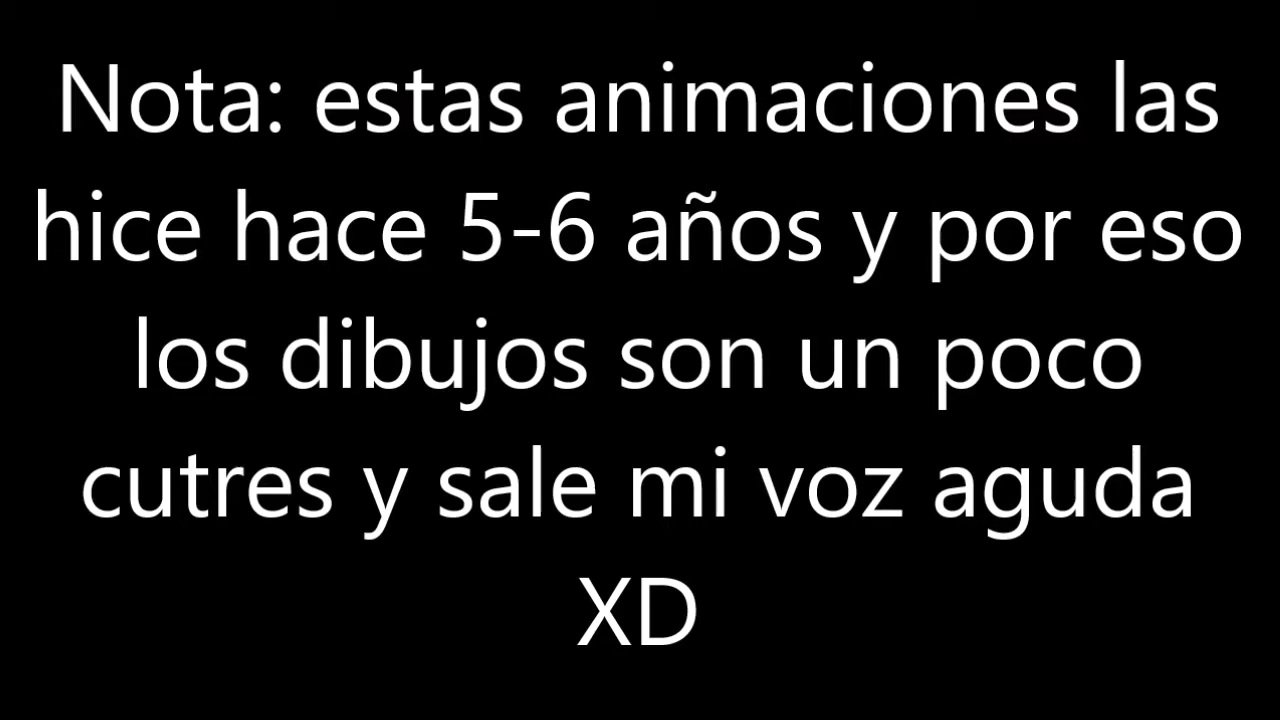 Nota: estas animaciones las
hice hace 5-6 años y por eso
los dibujos son un poco
cutres y sale mi voz aguda
XD